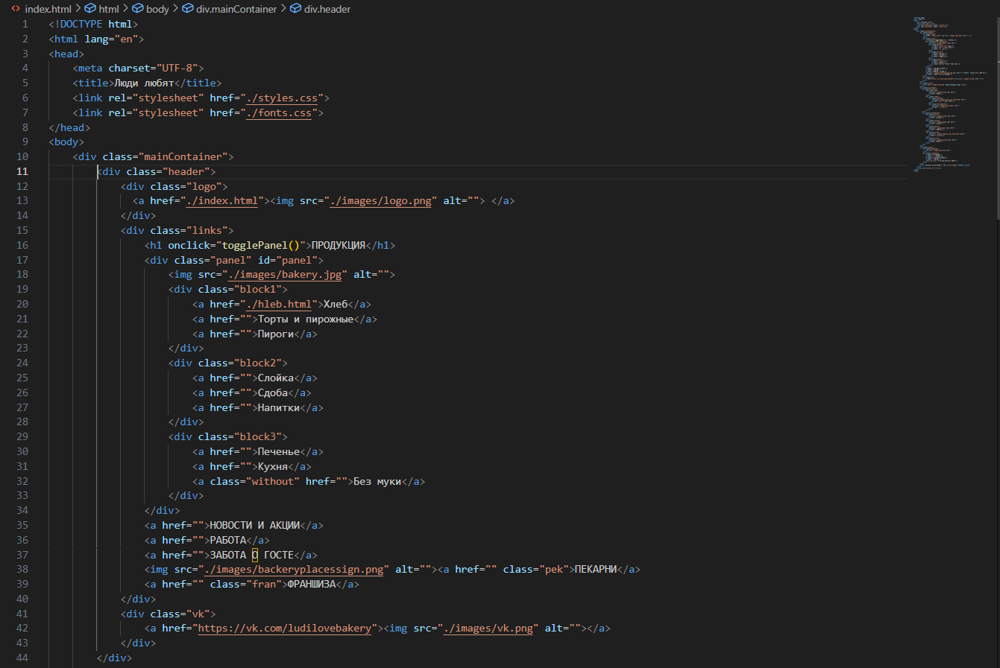 index.html > html > body > div.mainContainer > div.header
1 <!DOCTYPE html>
2 <html lang="en">
3 <head>
4 <meta charset="UTF-8">
5 <title>Люди любят</title>
6 <link rel="stylesheet" href="./styles.css">
7 <link rel="stylesheet" href="./fonts.css">
8 </head>
9 <body>
10 <div class="mainContainer">
11 <div class="header">
12 <div class="logo">
13 <a href="./index.html"><img src="./images/logo.png" alt=""> </a>
14 </div>
15 <div class="links">
16 <h1 onclick="togglePanel()">ПРОДУКЦИЯ</h1>
17 <div class="panel" id="panel">
18 <img src="./images/bakery.jpg" alt="">
19 <div class="block1">
20 <a href="./hleb.html">Хлеб</a>
21 <a href="">Торты и пирожные</a>
22 <a href="">Пироги</a>
23 </div>
24 <div class="block2">
25 <a href="">Слойка</a>
26 <a href="">Сдоба</a>
27 <a href="">Напитки</a>
28 </div>
29 <div class="block3">
30 <a href="">Печенье</a>
31 <a href="">Кухня</a>
32 <a class="without" href="">Без муки</a>
33 </div>
34 </div>
35 <a href="">НОВОСТИ И АКЦИИ</a>
36 <a href="">РАБОТА</a>
37 <a href="">ЗАБОТА О ГОСТЕ</a>
38 <img src="./images/backeryplacessign.png" alt=""><a href="" class="pek">ПЕКАРНИ</a>
39 <a href="" class="fran">ФРАНШИЗА</a>
40 </div>
41 <div class="vk">
42 <a href="https://vk.com/ludilovebakery"><img src="./images/vk.png" alt=""></a>
43 </div>
44 </div>